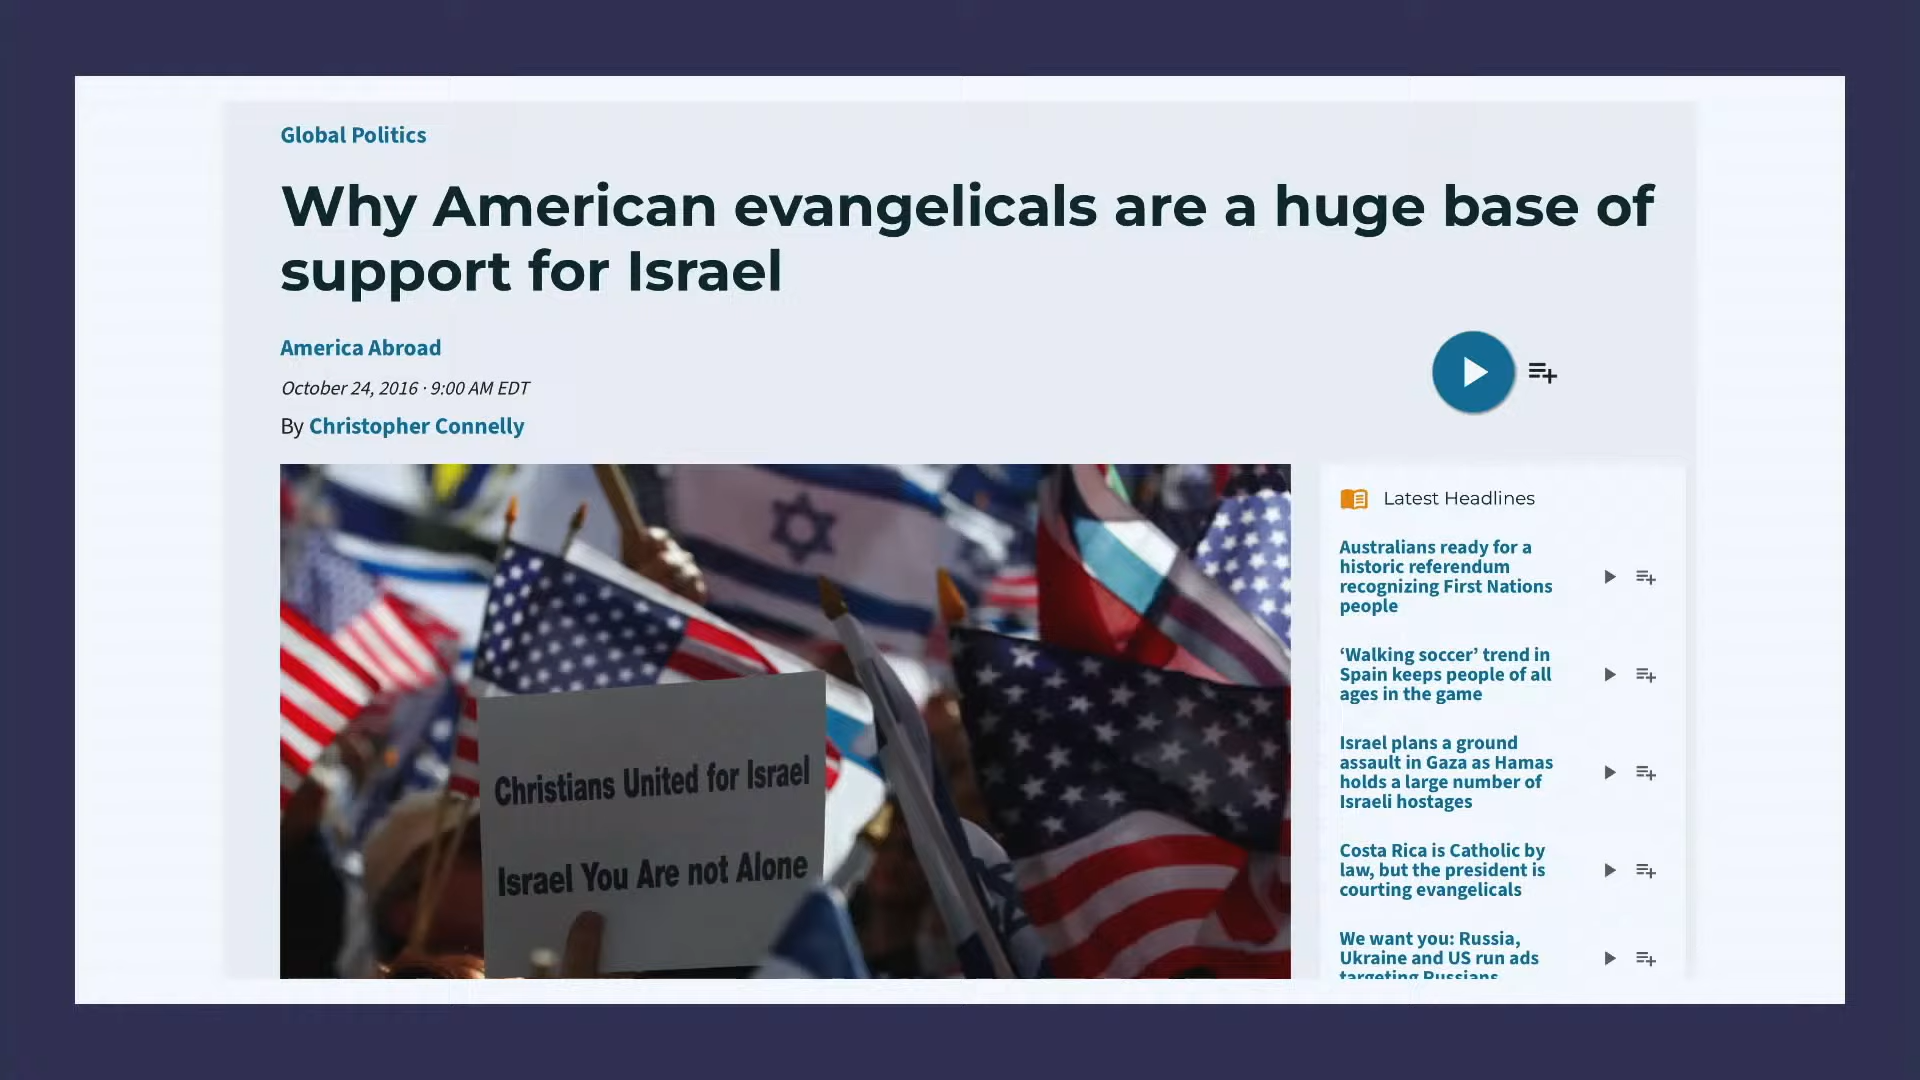 Global Politics
Why American evangelicals are a huge base of
support for Israel
America Abroad
October 24, 2016 · 9:00 AM EDT
By Christopher Connelly
Christians United for Israel
Israel You Are not Alone
Latest Headlines
Australians ready for a
historic referendum
recognizing First Nations
people
‘Walking soccer’ trend in
Spain keeps people of all
ages in the game
Israel plans a ground
assault in Gaza as Hamas
holds a large number of
Israeli hostages
Costa Rica is Catholic by
law, but the president is
courting evangelicals
We want you: Russia,
Ukraine and US run ads
targeting Russians